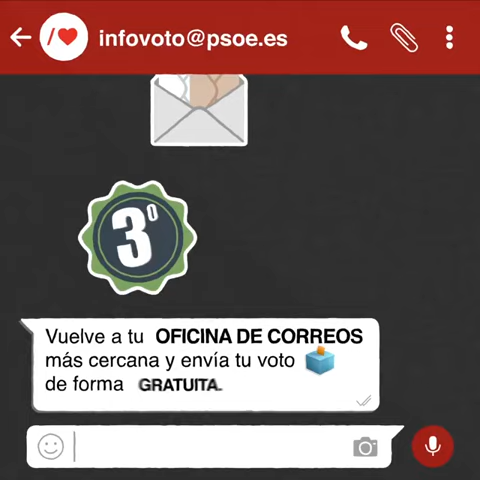 infovoto@psoe.es
3º
Vuelve a tu OFICINA DE CORREOS
más cercana y envía tu voto
de forma GRATUITA.